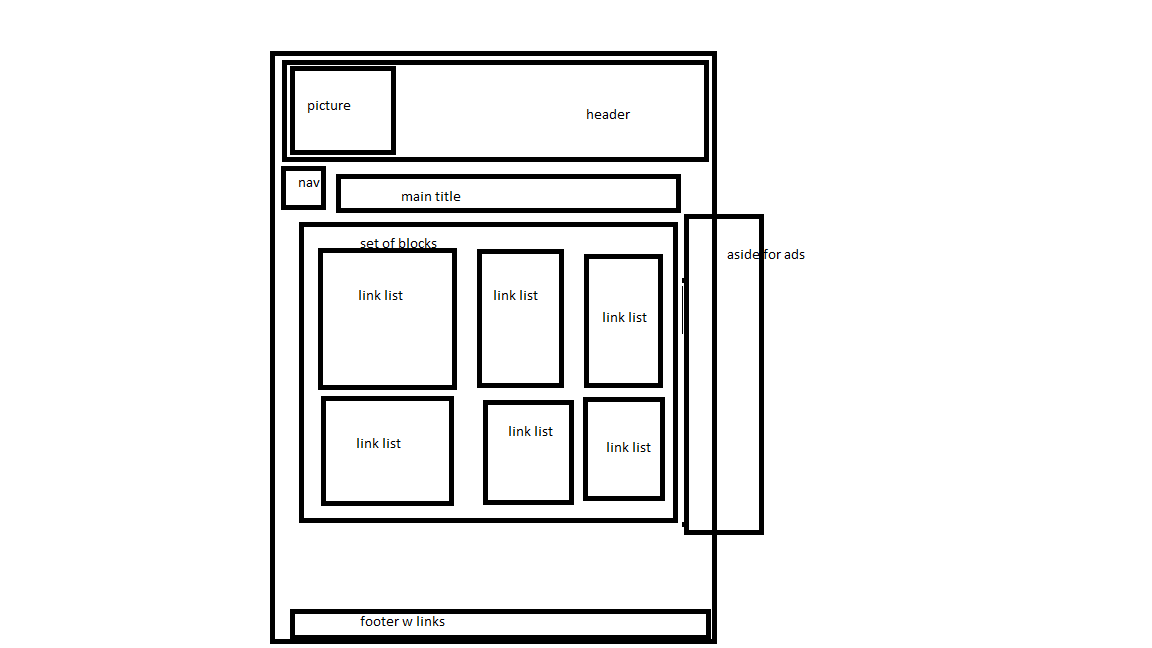 picture
header
nav
main title
set of blocks
aside for ads
link list
link list
link list
link list
link list
link list
footer w links